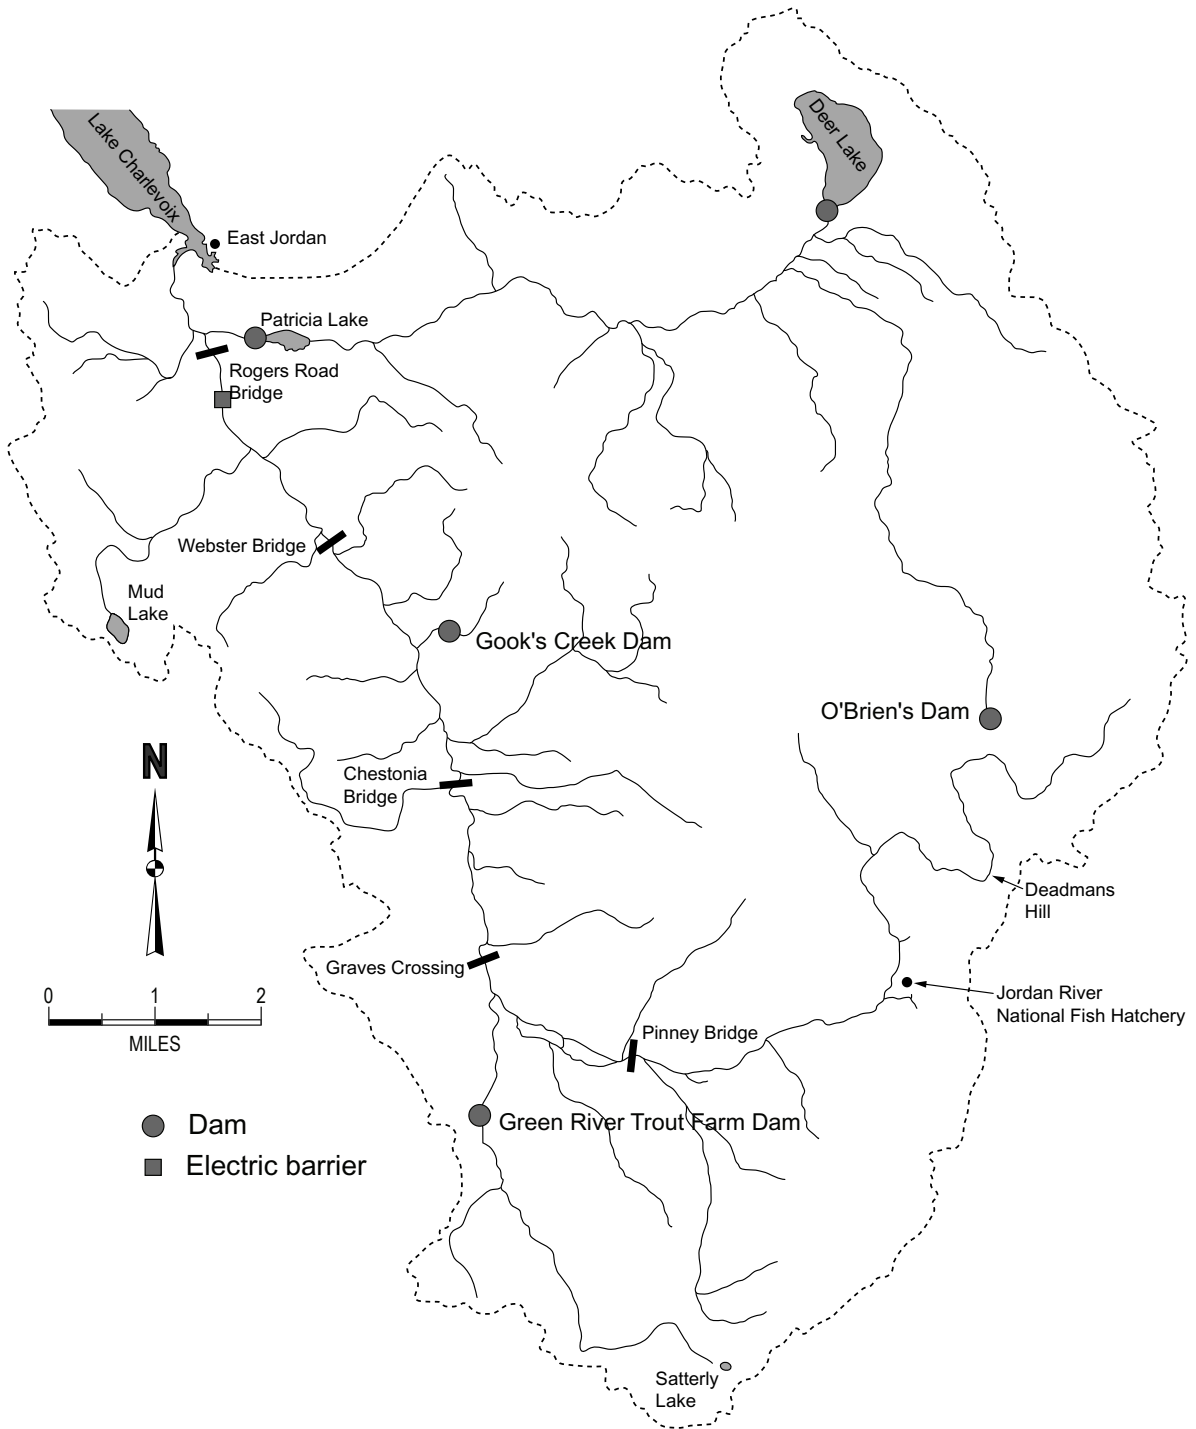 Deer Lake
Lake Charlevoix
East Jordan
Patricia Lake
Rogers Road
Bridge
Webster Bridge
Mud
Lake
Gook's Creek Dam
O'Brien's Dam
N
Chestonia
Bridge
Deadmans
Hill
Graves Crossing
Jordan River
National Fish Hatchery
0 1 2
MILES
Pinney Bridge
Green River Trout Farm Dam
Dam
Electric barrier
Satterly
Lake